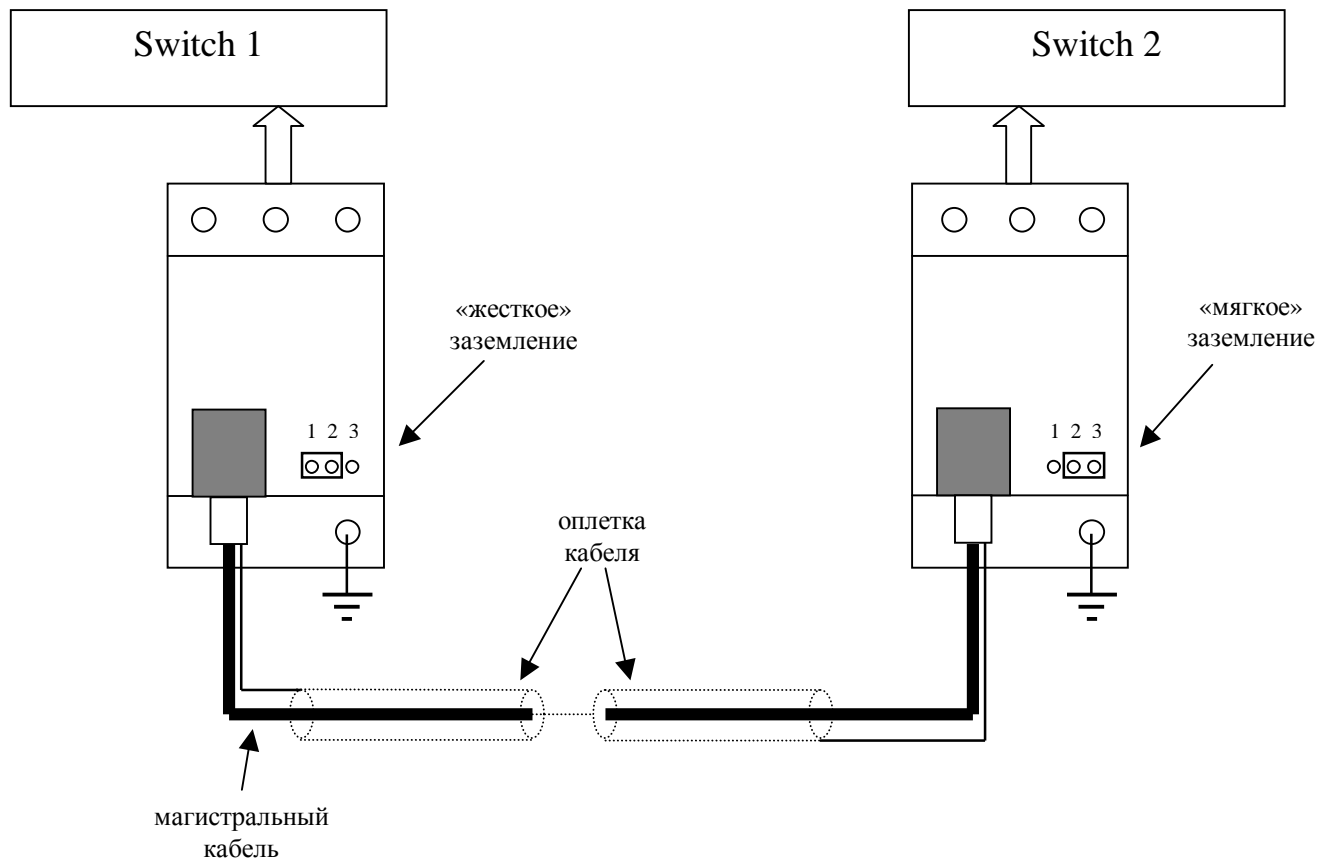 Switch 1
Switch 2
«жесткое»
заземление
«мягкое»
заземление
1 2 3
1 2 3
оплетка
кабеля
магистральный
кабель